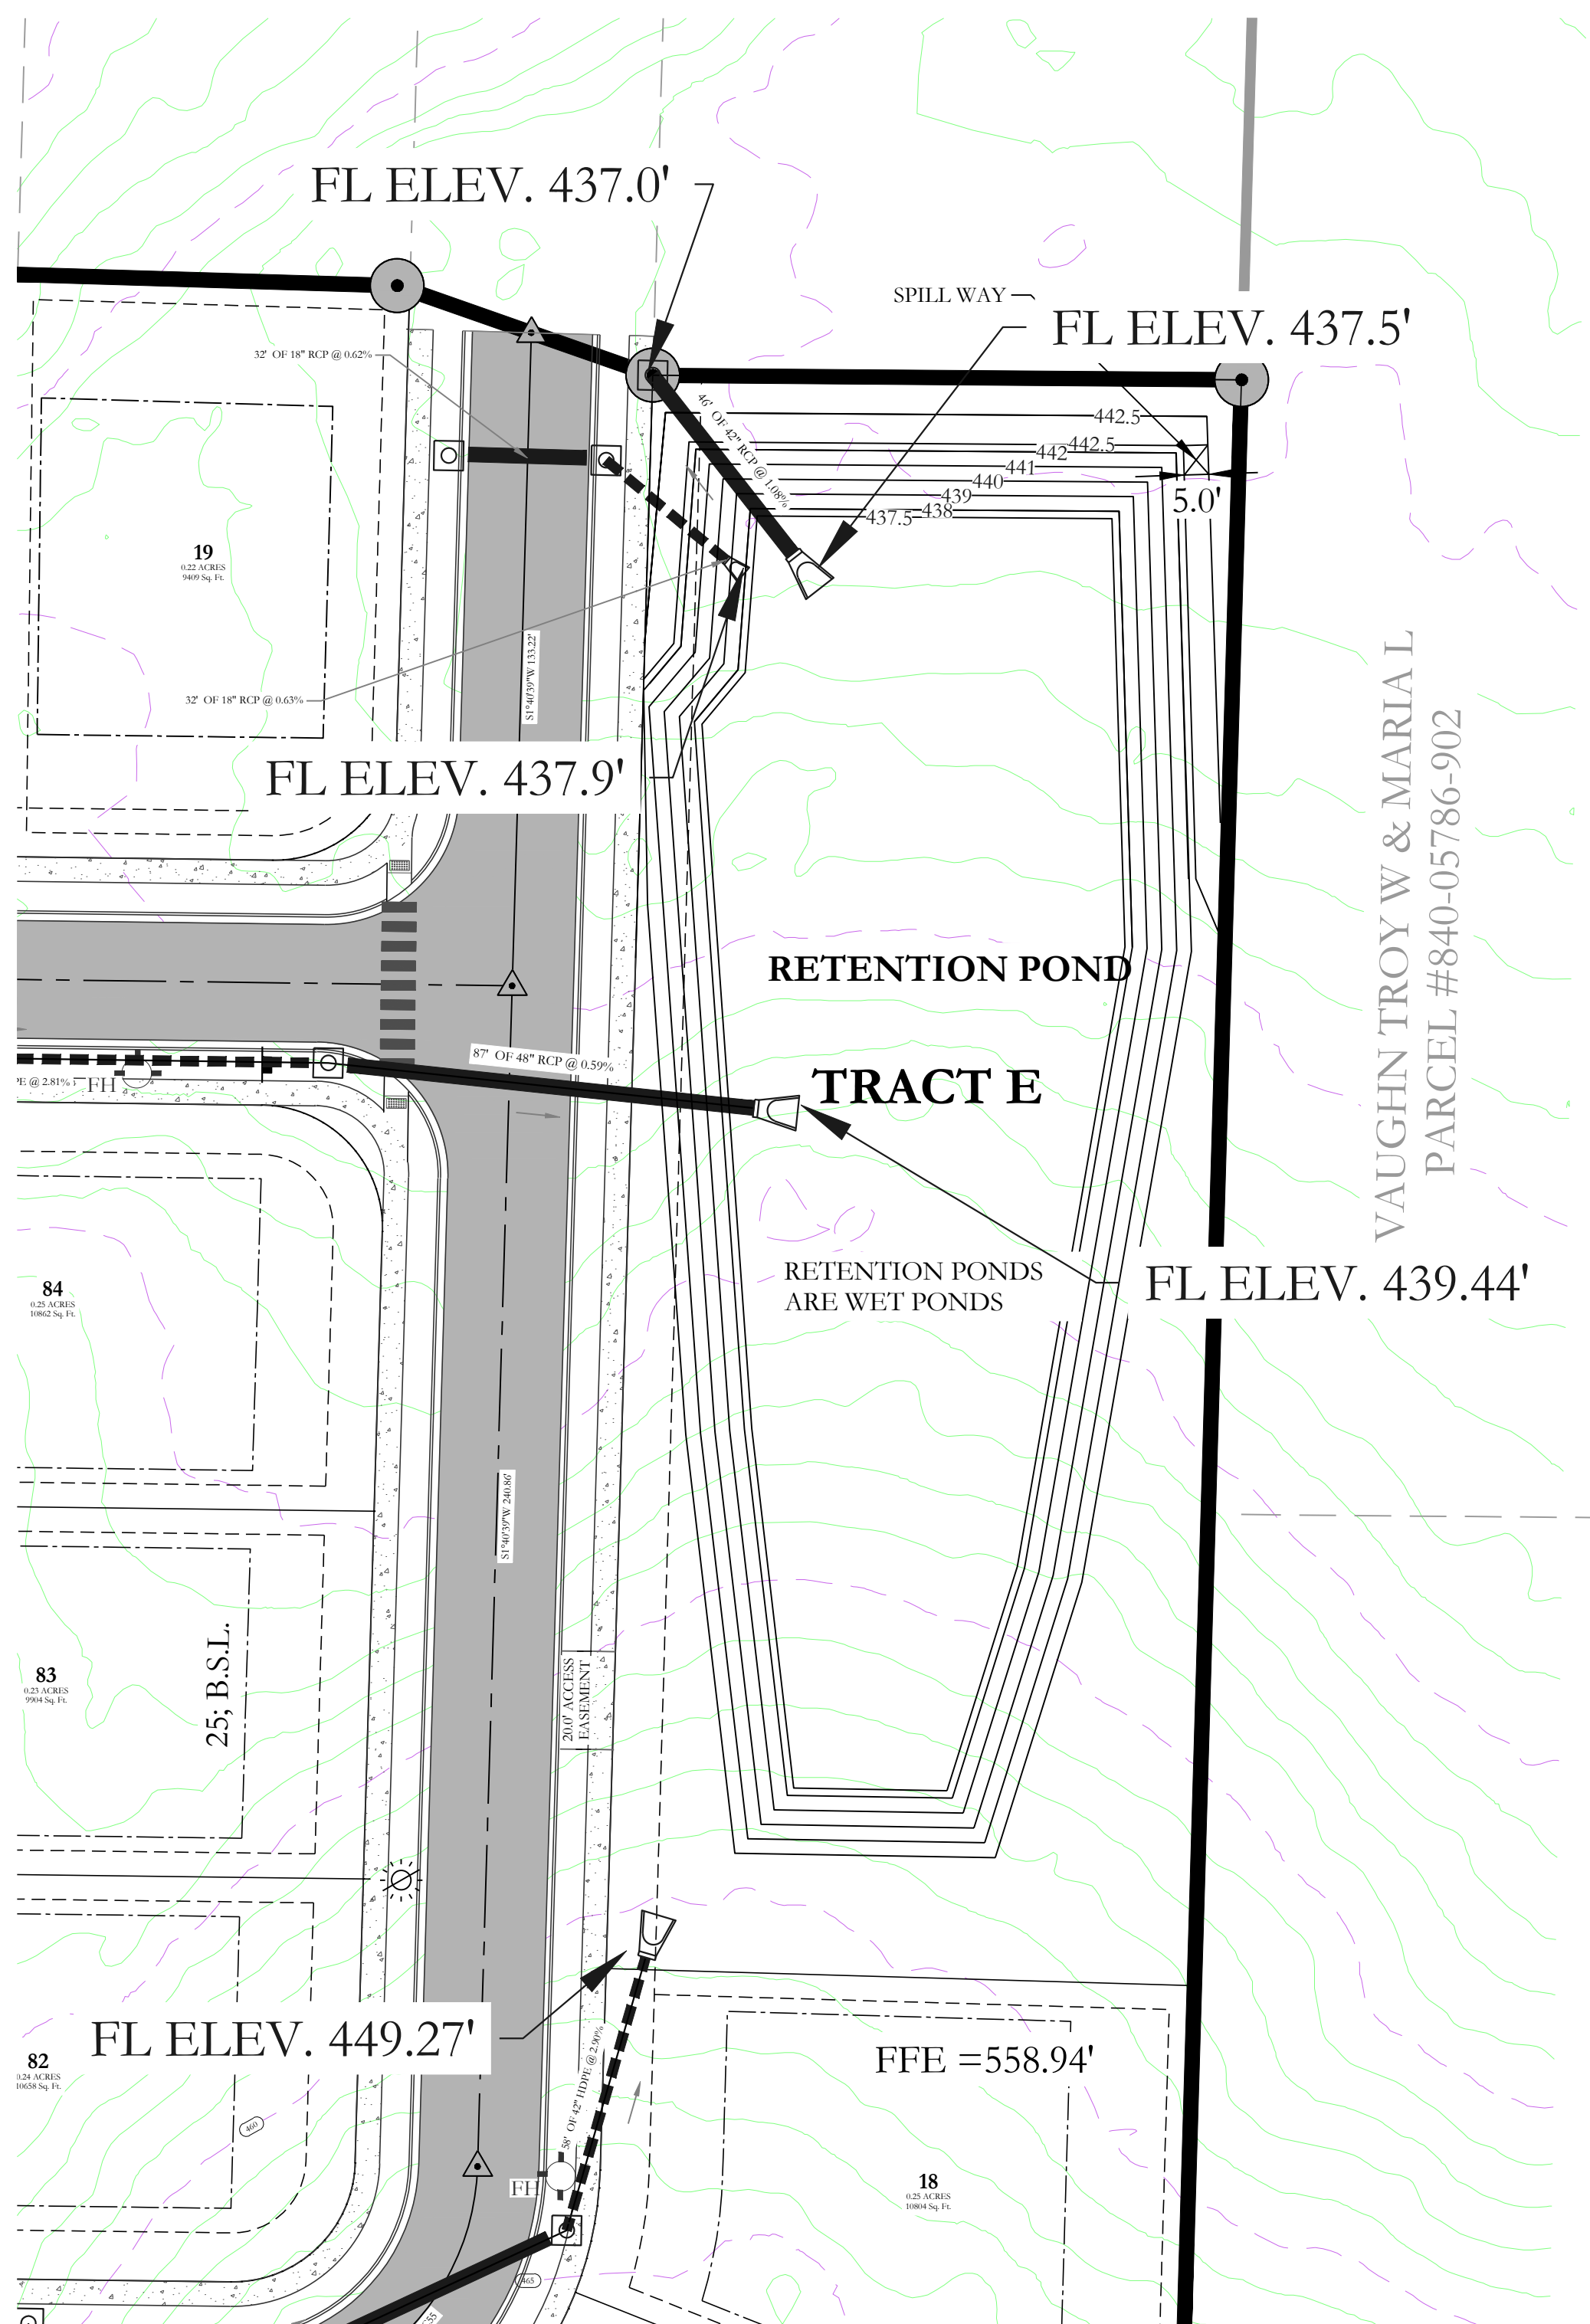 FL ELEV. 437.0'
SPILL WAY
FL ELEV. 437.5'
32' OF 18" RCP @ 0.62%
46' OF 42" RCP @ 1.08%
442.5
442.5
442
441
440
439
438
437.5
5.0'
19
0.22 ACRES
9409 Sq. Ft.
S1°40'39"W 133.22'
32' OF 18" RCP @ 0.63%
FL ELEV. 437.9'
VAUGHN TROY W & MARIA L
PARCEL #840-05786-902
RETENTION POND
87' OF 48" RCP @ 0.59%
PE @ 2.81%
FH
TRACT E
RETENTION PONDS
ARE WET PONDS
FL ELEV. 439.44'
84
0.25 ACRES
10862 Sq. Ft.
S1°40'39"W 240.86'
25; B.S.L.
83
0.23 ACRES
9904 Sq. Ft.
20.0' ACCESS
EASEMENT
FL ELEV. 449.27'
58' OF 42" HDPE @ 2.90%
FFE =558.94'
82
0.24 ACRES
10658 Sq. Ft.
460
FH
18
0.25 ACRES
10804 Sq. Ft.
465